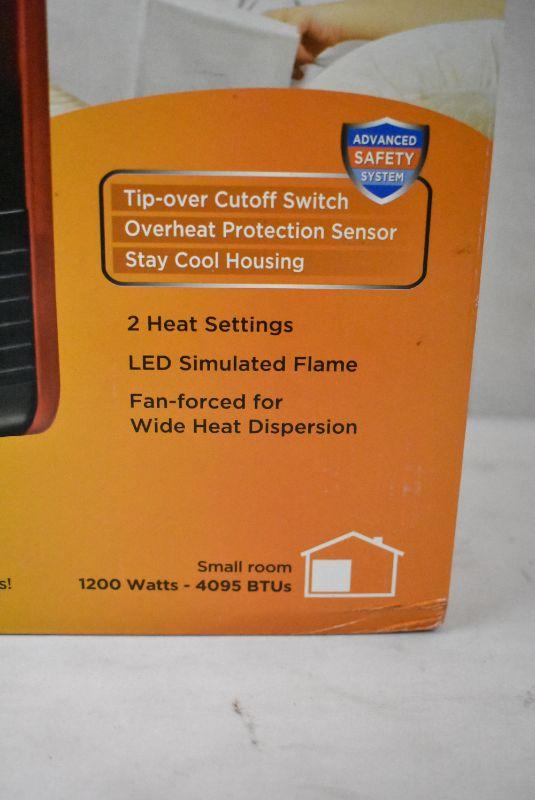 ADVANCED
SAFETY
SYSTEM
Tip-over Cutoff Switch
Overheat Protection Sensor
Stay Cool Housing
2 Heat Settings
LED Simulated Flame
Fan-forced for
Wide Heat Dispersion
Small room
s! 1200 Watts - 4095 BTUs